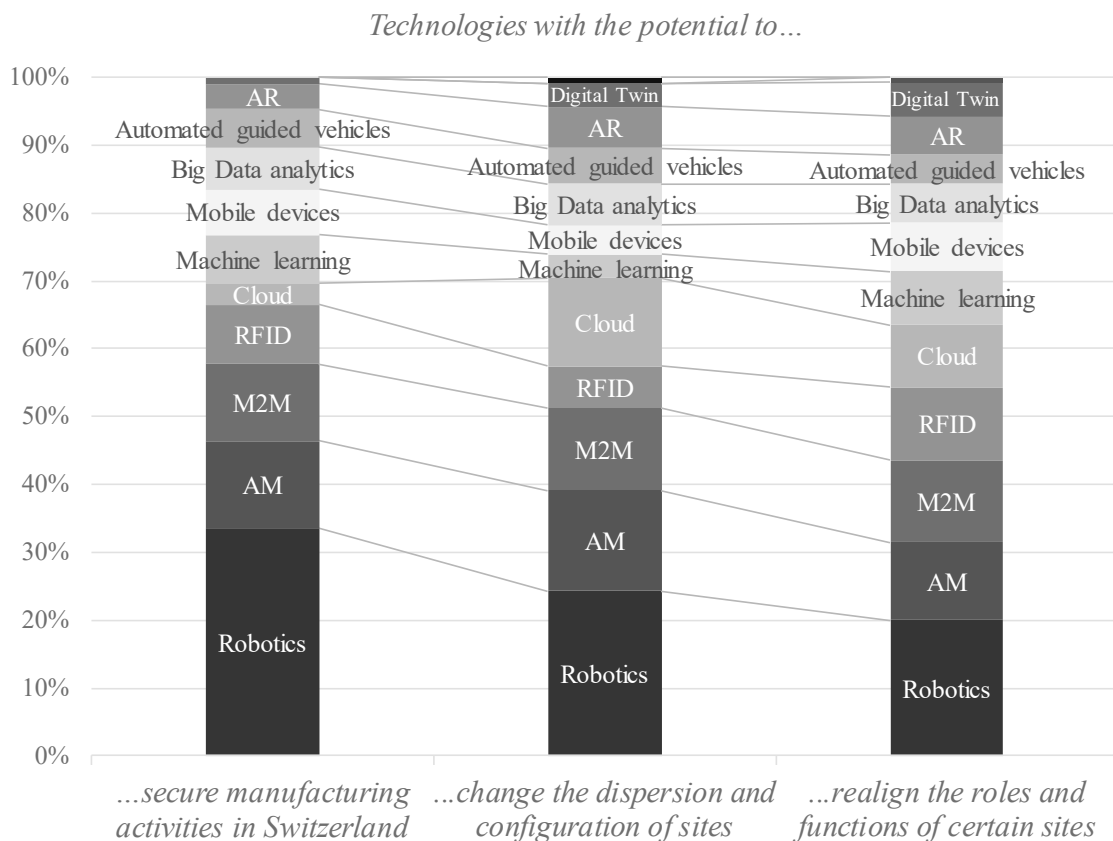 Technologies with the potential to…
100%
90%
80%
70%
60%
50%
40%
30%
20%
10%
0%
AR
Automated guided vehicles
Big Data analytics
Mobile devices
Machine learning
Cloud
RFID
M2M
AM
Robotics
Digital Twin
AR
Automated guided vehicles
Big Data analytics
Mobile devices
Machine learning
Cloud
RFID
M2M
AM
Robotics
Digital Twin
AR
Automated guided vehicles
Big Data analytics
Mobile devices
Machine learning
Cloud
RFID
M2M
AM
Robotics
...secure manufacturing
activities in Switzerland
...change the dispersion and
configuration of sites
...realign the roles and
functions of certain sites